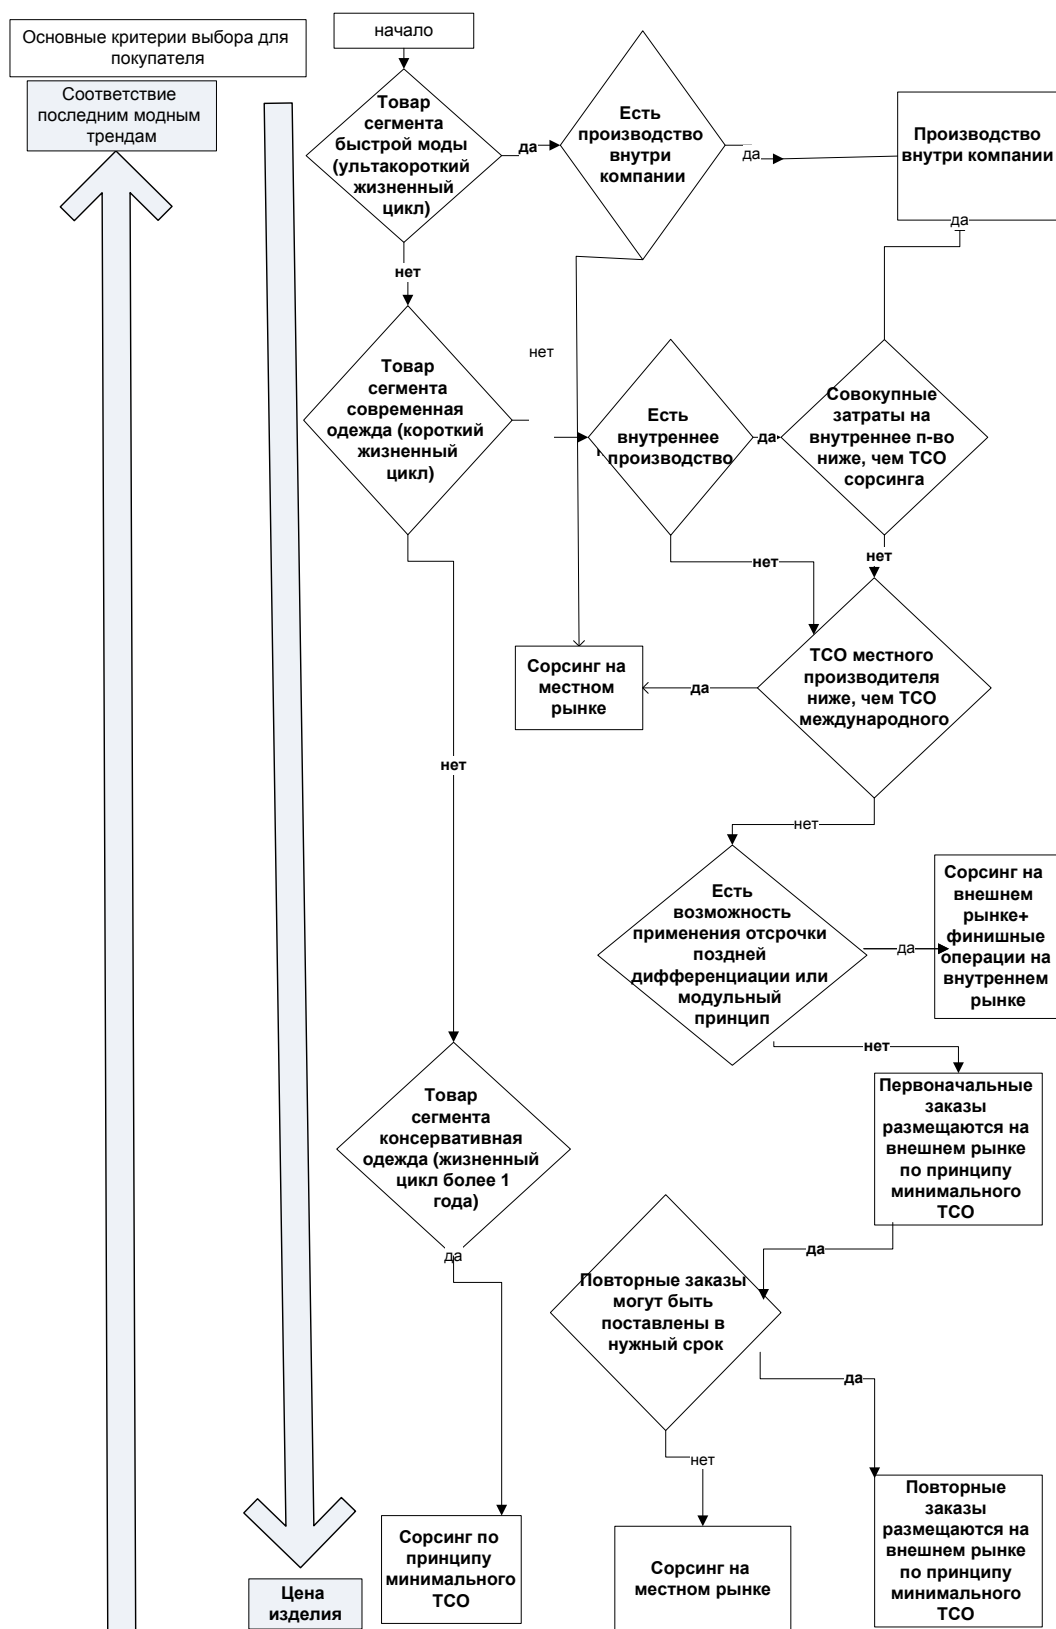 Основные критерии выбора для
покупателя
Соответствие
последним модным
трендам
начало
Товар
сегмента
быстрой моды
(ультакороткий
жизненный
цикл)
да
Есть
производство
внутри
компании
да
Производство
внутри компании
да
нет
нет
Товар
сегмента
современная
одежда (короткий
жизненный
цикл)
Есть
внутреннее
производство
да
Совокупные
затраты на
внутреннее п-во
ниже, чем ТСО
сорсинга
нет
нет
Сорсинг на
местном
рынке
да
ТСО местного
производителя
ниже, чем ТСО
международного
нет
нет
Есть
возможность
применения отсрочки
поздней
дифференциации или
модульный
принцип
да
Сорсинг на
внешнем
рынке+
финишные
операции на
внутреннем
рынке
нет
Товар
сегмента
консервативная
одежда (жизненный
цикл более 1
года)
Первоначальные
заказы
размещаются на
внешнем рынке
по принципу
минимального
ТСО
да
да
Повторные заказы
могут быть
поставлены в
нужный срок
да
нет
Сорсинг по
принципу
минимального
ТСО
Сорсинг на
местном рынке
Повторные
заказы
размещаются на
внешнем рынке
по принципу
минимального
ТСО
Цена
изделия